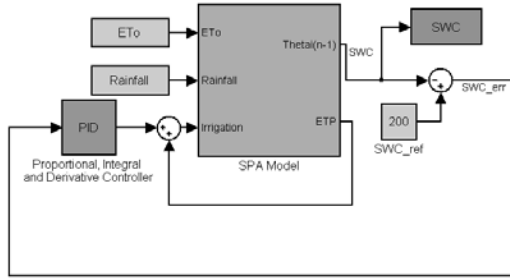 ETo
ETo
Thetai(n-1)
SWC
SWC
Rainfall
Rainfall
SWC_err
PID
Irrigation
ETP
200
SWC_ref
Proportional, Integral
and Derivative Controller
SPA Model